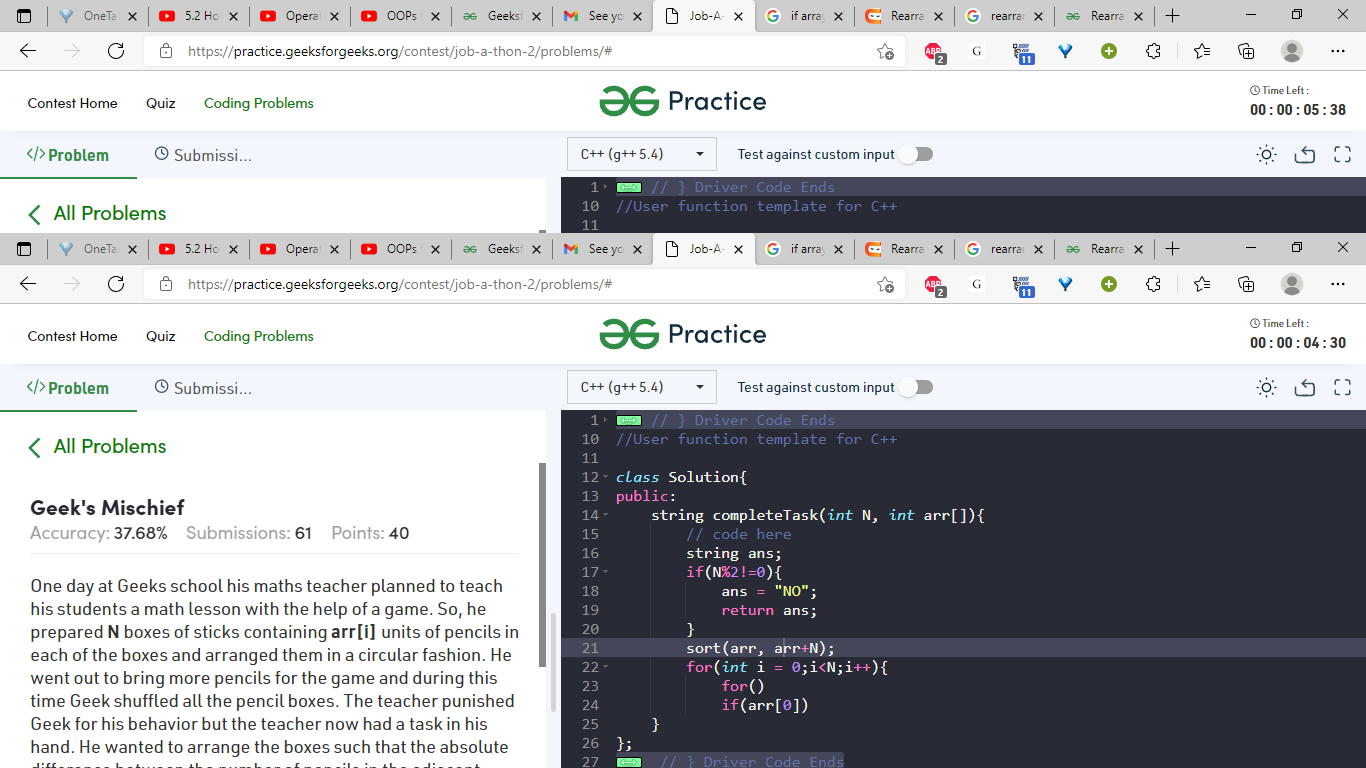 OneTa
5.2 Ho
Operat
OOPs
Geekst
See yo
Job-A-
if array
Rearra
rearran
Rearra
https://practice.geeksforgeeks.org/contest/job-a-thon-2/problems/#
ABP
2
G
11
Contest Home
Quiz
Coding Problems
Practice
Time Left :
00 : 00 : 05 : 38
</>Problem
Submissi...
C++ (g++ 5.4)
Test against custom input
All Problems
1 // } Driver Code Ends
10 //User function template for C++
11
OneTa
5.2 Ho
Operat
OOPs
Geekst
See yo
Job-A-
if array
Rearra
rearran
Rearra
https://practice.geeksforgeeks.org/contest/job-a-thon-2/problems/#
ABP
2
G
11
Contest Home
Quiz
Coding Problems
Practice
Time Left :
00 : 00 : 04 : 30
</>Problem
Submissi...
C++ (g++ 5.4)
Test against custom input
All Problems
Geek's Mischief
Accuracy: 37.68% Submissions: 61 Points: 40
One day at Geeks school his maths teacher planned to teach
his students a math lesson with the help of a game. So, he
prepared N boxes of sticks containing arr[i] units of pencils in
each of the boxes and arranged them in a circular fashion. He
went out to bring more pencils for the game and during this
time Geek shuffled all the pencil boxes. The teacher punished
Geek for his behavior but the teacher now had a task in his
hand. He wanted to arrange the boxes such that the absolute
difference between the number of pencils in the adjacent
1 // } Driver Code Ends
10 //User function template for C++
11
12 class Solution{
13 public:
14 string completeTask(int N, int arr[]){
15 // code here
16 string ans;
17 if(N%2!=0){
18 ans = "NO";
19 return ans;
20 }
21 sort(arr, arr+N);
22 for(int i = 0;i<N;i++){
23 for()
24 if(arr[0])
25 }
26 };
27 // } Driver Code Ends